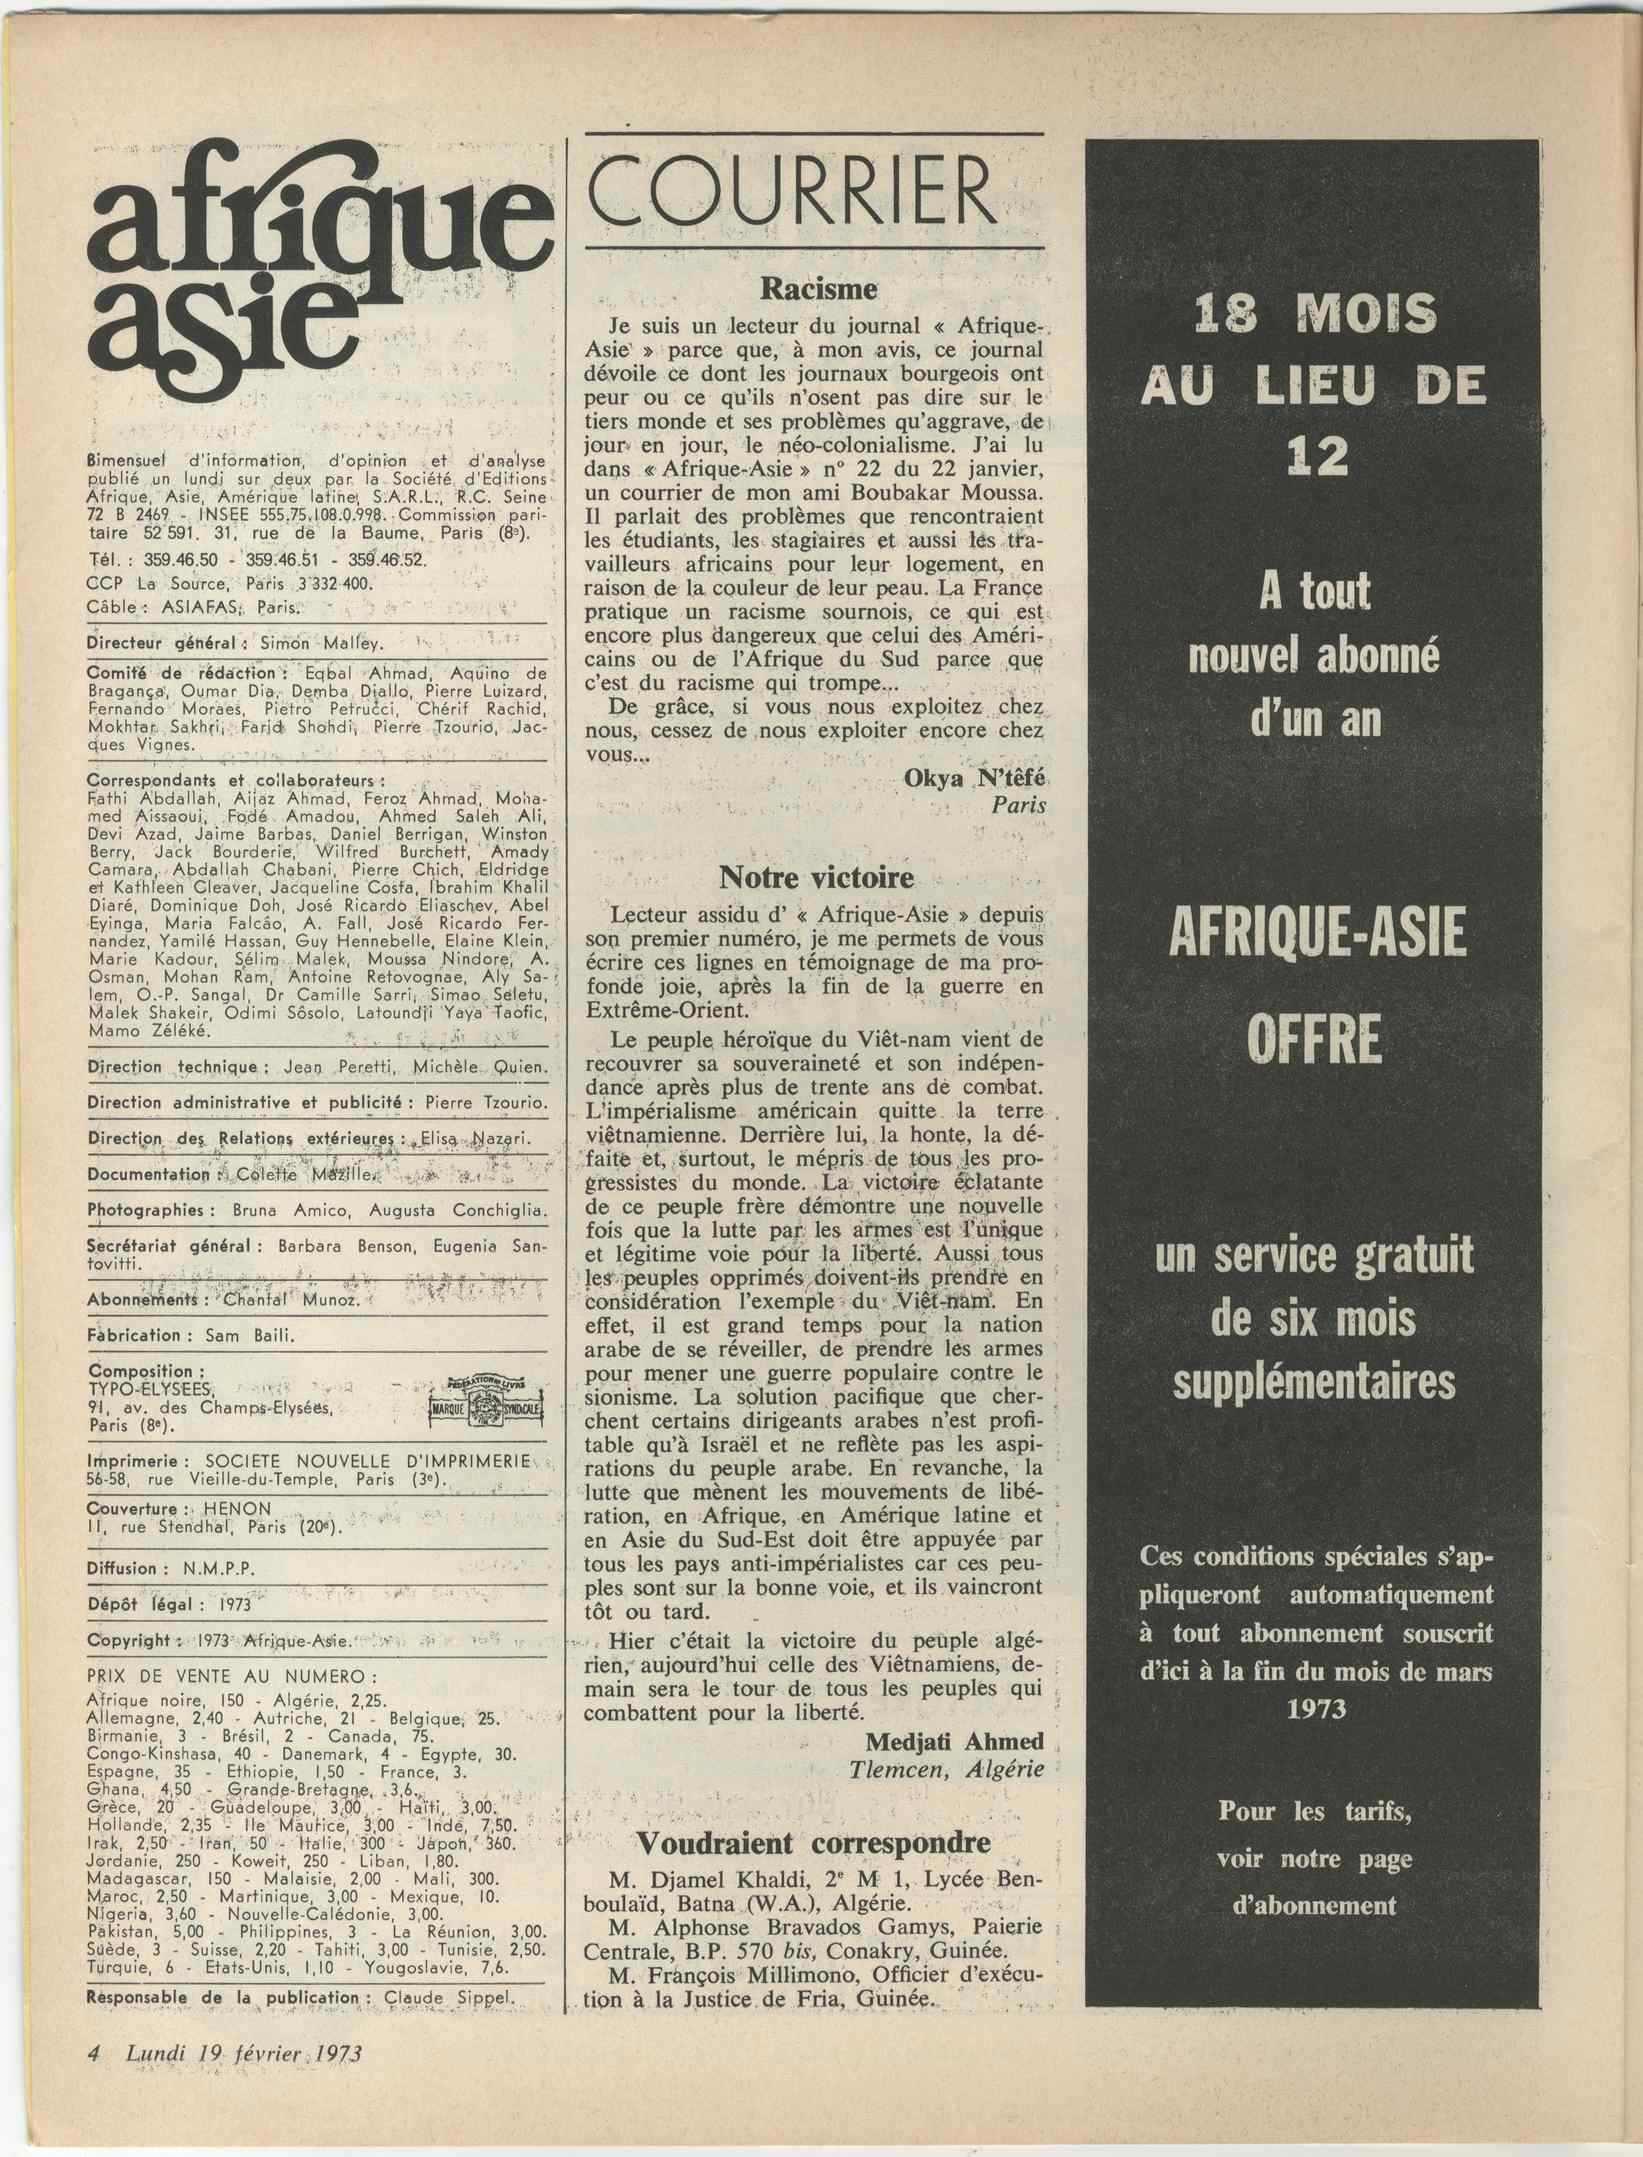 afrique
asie
Bimensuel d'information, d'opinion et d'analyse
publié un lundi sur deux par la Société d'Editions
Afrique, Asie, Amérique latine, S.A.R.L., R.C. Seine
72 B 2469 - INSEE 555.75.108.0.998. Commission pari-
taire 52 591. 31, rue de la Baume, Paris (8e).
Tél. : 359.46.50 - 359.46.51 - 359.46.52.
CCP La Source, Paris 3 332 400.
Câble : ASIAFAS, Paris.
Directeur général : Simon Malley.
Comité de rédaction : Eqbal Ahmad, Aquino de
Bragança, Oumar Dia, Demba Diallo, Pierre Luizard,
Fernando Moraes, Pietro Petrucci, Chérif Rachid,
Mokhtar Sakhri, Farid Shohdi, Pierre Tzourio, Jac-
ques Vignes.
Correspondants et collaborateurs :
Fathi Abdallah, Aijaz Ahmad, Feroz Ahmad, Moha-
med Aissaoui, Fodé Amadou, Ahmed Saleh Ali,
Devi Azad, Jaime Barbas, Daniel Berrigan, Winston
Berry, Jack Bourderie, Wilfred Burchett, Amady
Camara, Abdallah Chabani, Pierre Chich, Eldridge
et Kathleen Cleaver, Jacqueline Costa, Ibrahim Khalil
Diaré, Dominique Doh, José Ricardo Eliaschev, Abel
Eyinga, Maria Falcâo, A. Fall, José Ricardo Fer-
nandez, Yamilé Hassan, Guy Hennebelle, Elaine Klein,
Marie Kadour, Sélim Malek, Moussa Nindore, A.
Osman, Mohan Ram, Antoine Retovognae, Aly Sa-
lem, O.-P. Sangal, Dr Camille Sarri, Simao Seletu,
Malek Shakeir, Odimi Sôsolo, Latoundji Yaya Taofic,
Mamo Zéléké.
Direction technique : Jean Peretti, Michèle Quien.
Direction administrative et publicité : Pierre Tzourio.
Direction des Relations extérieures : Elisa Nazari.
Documentation : Colette Mazille.
Photographies : Bruna Amico, Augusta Conchiglia.
Secrétariat général : Barbara Benson, Eugenia San-
tovitti.
Abonnements : Chantal Munoz.
Fabrication : Sam Baili.
Composition :
TYPO-ELYSEES,
91, av. des Champs-Elysées,
Paris (8e).
MARQUE SYNDICALE
Imprimerie : SOCIETE NOUVELLE D'IMPRIMERIE
56-58, rue Vieille-du-Temple, Paris (3e).
Couverture : HENON
11, rue Stendhal, Paris (20e).
Diffusion : N.M.P.P.
Dépôt légal : 1973
Copyright : 1973 Afrique-Asie.
PRIX DE VENTE AU NUMERO :
Afrique noire, 150 - Algérie, 2,25.
Allemagne, 2,40 - Autriche, 21 - Belgique, 25.
Birmanie, 3 - Brésil, 2 - Canada, 75.
Congo-Kinshasa, 40 - Danemark, 4 - Egypte, 30.
Espagne, 35 - Ethiopie, 1,50 - France, 3.
Ghana, 4,50 - Grande-Bretagne, 3,6.
Grèce, 20 - Guadeloupe, 3,00 - Haïti, 3,00.
Hollande, 2,35 - Ile Maurice, 3,00 - Inde, 7,50.
Irak, 2,50 - Iran, 50 - Italie, 300 - Japon, 360.
Jordanie, 250 - Koweit, 250 - Liban, 1,80.
Madagascar, 150 - Malaisie, 2,00 - Mali, 300.
Maroc, 2,50 - Martinique, 3,00 - Mexique, 10.
Nigeria, 3,60 - Nouvelle-Calédonie, 3,00.
Pakistan, 5,00 - Philippines, 3 - La Réunion, 3,00.
Suède, 3 - Suisse, 2,20 - Tahiti, 3,00 - Tunisie, 2,50.
Turquie, 6 - Etats-Unis, 1,10 - Yougoslavie, 7,6.
Responsable de la publication : Claude Sippel.
COURRIER
Racisme
Je suis un lecteur du journal « Afrique-
Asie » parce que, à mon avis, ce journal
dévoile ce dont les journaux bourgeois ont
peur ou ce qu'ils n'osent pas dire sur le
tiers monde et ses problèmes qu'aggrave, de
jour en jour, le néo-colonialisme. J'ai lu
dans « Afrique-Asie » n° 22 du 22 janvier,
un courrier de mon ami Boubakar Moussa.
Il parlait des problèmes que rencontraient
les étudiants, les stagiaires et aussi les tra-
vailleurs africains pour leur logement, en
raison de la couleur de leur peau. La France
pratique un racisme sournois, ce qui est
encore plus dangereux que celui des Améri-
cains ou de l'Afrique du Sud parce que
c'est du racisme qui trompe...
De grâce, si vous nous exploitez chez
nous, cessez de nous exploiter encore chez
vous...
Okya N'têfé
Paris
Notre victoire
Lecteur assidu d' « Afrique-Asie » depuis
son premier numéro, je me permets de vous
écrire ces lignes en témoignage de ma pro-
fonde joie, après la fin de la guerre en
Extrême-Orient.
Le peuple héroïque du Viêt-nam vient de
recouvrer sa souveraineté et son indépen-
dance après plus de trente ans de combat.
L'impérialisme américain quitte la terre
viêtnamienne. Derrière lui, la honte, la dé-
faite et, surtout, le mépris de tous les pro-
gressistes du monde. La victoire éclatante
de ce peuple frère démontre une nouvelle
fois que la lutte par les armes est l'unique
et légitime voie pour la liberté. Aussi tous
les peuples opprimés doivent-ils prendre en
considération l'exemple du Viêt-nam. En
effet, il est grand temps pour la nation
arabe de se réveiller, de prendre les armes
pour mener une guerre populaire contre le
sionisme. La solution pacifique que cher-
chent certains dirigeants arabes n'est profi-
table qu'à Israël et ne reflète pas les aspi-
rations du peuple arabe. En revanche, la
lutte que mènent les mouvements de libé-
ration, en Afrique, en Amérique latine et
en Asie du Sud-Est doit être appuyée par
tous les pays anti-impérialistes car ces peu-
ples sont sur la bonne voie, et ils vaincront
tôt ou tard.
Hier c'était la victoire du peuple algé-
rien, aujourd'hui celle des Viêtnamiens, de-
main sera le tour de tous les peuples qui
combattent pour la liberté.
Medjati Ahmed
Tlemcen, Algérie
Voudraient correspondre
M. Djamel Khaldi, 2e M 1, Lycée Ben-
boulaïd, Batna (W.A.), Algérie.
M. Alphonse Bravados Gamys, Paierie
Centrale, B.P. 570 bis, Conakry, Guinée.
M. François Millimono, Officier d'exécu-
tion à la Justice de Fria, Guinée.
18 MOIS
AU LIEU DE
12
A tout
nouvel abonné
d'un an
AFRIQUE-ASIE
OFFRE
un service gratuit
de six mois
supplémentaires
Ces conditions spéciales s'ap-
pliqueront automatiquement
à tout abonnement souscrit
d'ici à la fin du mois de mars
1973
Pour les tarifs,
voir notre page
d'abonnement
4 Lundi 19 février 1973